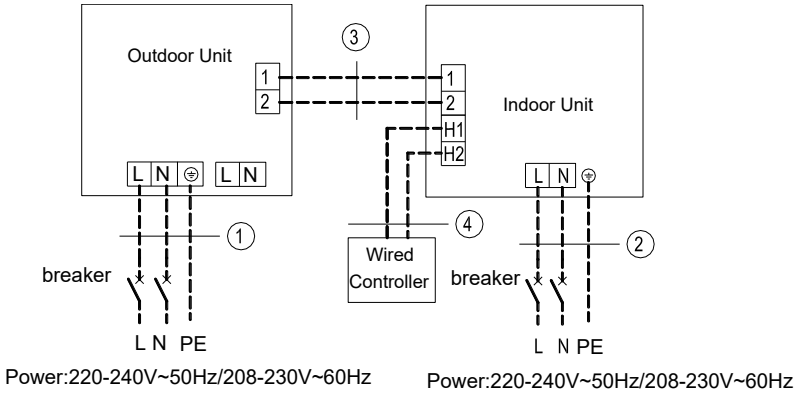 Outdoor Unit
1
2
L N ⏚ L N
③
1
2
H1
H2
Indoor Unit
L N ⏚
①
breaker
L N PE
Power:220-240V~50Hz/208-230V~60Hz
④
Wired
Controller
②
breaker
L N PE
Power:220-240V~50Hz/208-230V~60Hz